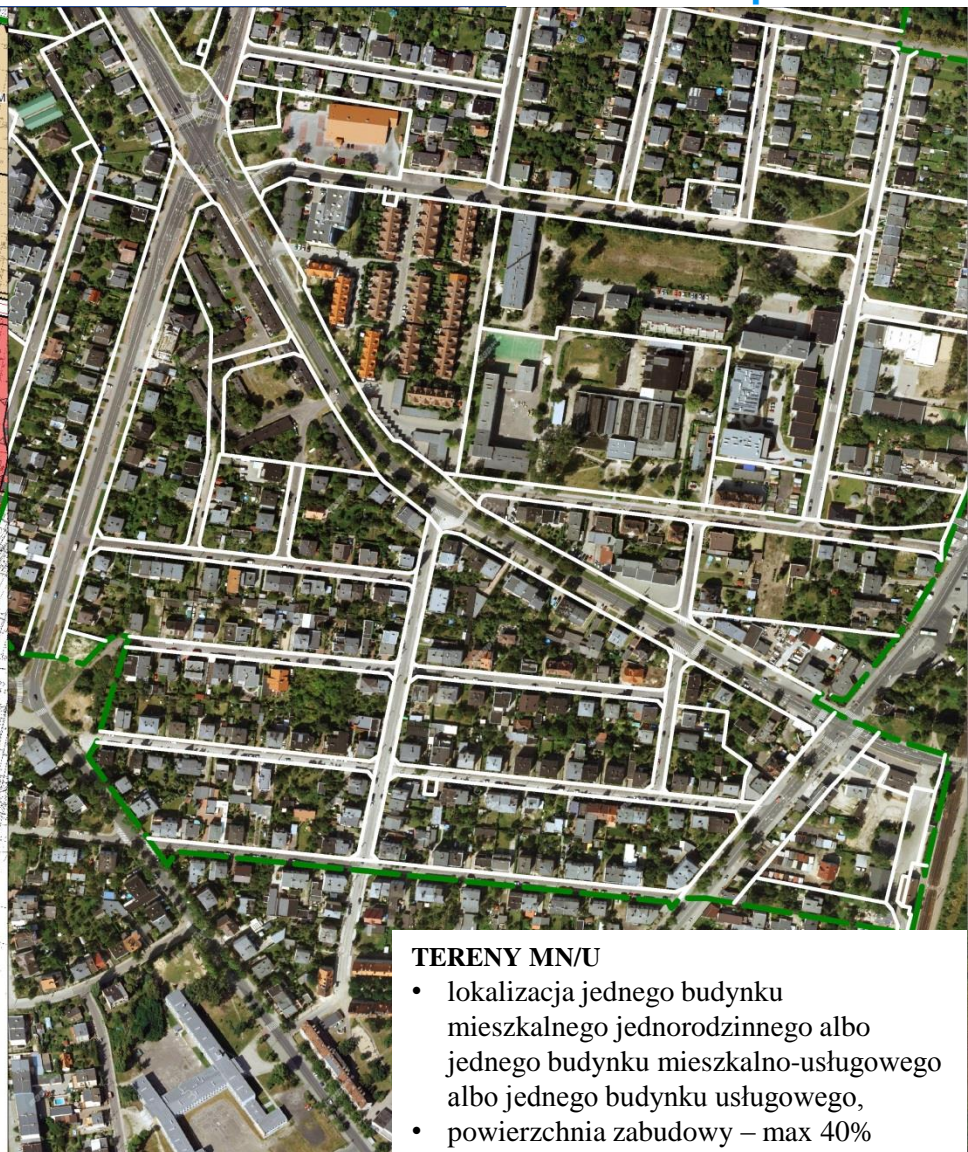 TERENY MN/U
• lokalizacja jednego budynku
mieszkalnego jednorodzinnego albo
jednego budynku mieszkalno-usługowego
albo jednego budynku usługowego,
• powierzchnia zabudowy – max 40%